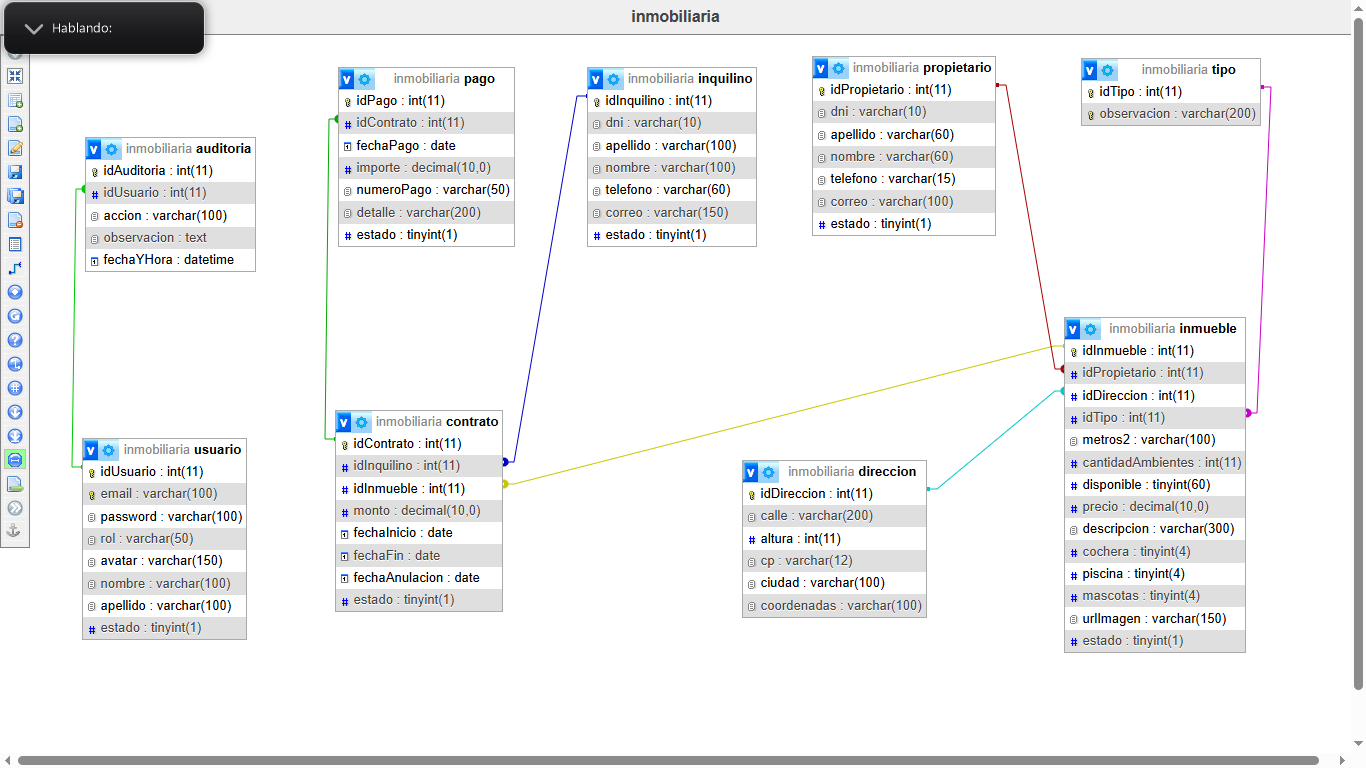 inmobiliaria
Hablando:
inmobiliaria auditoria
idAuditoria : int(11)
idUsuario : int(11)
accion : varchar(100)
observacion : text
fechaYHora : datetime
inmobiliaria usuario
idUsuario : int(11)
email : varchar(100)
password : varchar(100)
rol : varchar(50)
avatar : varchar(150)
nombre : varchar(100)
apellido : varchar(100)
estado : tinyint(1)
inmobiliaria pago
idPago : int(11)
idContrato : int(11)
fechaPago : date
importe : decimal(10,0)
numeroPago : varchar(50)
detalle : varchar(200)
estado : tinyint(1)
inmobiliaria contrato
idContrato : int(11)
idInquilino : int(11)
idInmueble : int(11)
monto : decimal(10,0)
fechaInicio : date
fechaFin : date
fechaAnulacion : date
estado : tinyint(1)
inmobiliaria inquilino
idInquilino : int(11)
dni : varchar(10)
apellido : varchar(100)
nombre : varchar(100)
telefono : varchar(60)
correo : varchar(150)
estado : tinyint(1)
inmobiliaria propietario
idPropietario : int(11)
dni : varchar(10)
apellido : varchar(60)
nombre : varchar(60)
telefono : varchar(15)
correo : varchar(100)
estado : tinyint(1)
inmobiliaria direccion
idDireccion : int(11)
calle : varchar(200)
altura : int(11)
cp : varchar(12)
ciudad : varchar(100)
coordenadas : varchar(100)
inmobiliaria tipo
idTipo : int(11)
observacion : varchar(200)
inmobiliaria inmueble
idInmueble : int(11)
idPropietario : int(11)
idDireccion : int(11)
idTipo : int(11)
metros2 : varchar(100)
cantidadAmbientes : int(11)
disponible : tinyint(60)
precio : decimal(10,0)
descripcion : varchar(300)
cochera : tinyint(4)
piscina : tinyint(4)
mascotas : tinyint(4)
urlImagen : varchar(150)
estado : tinyint(1)